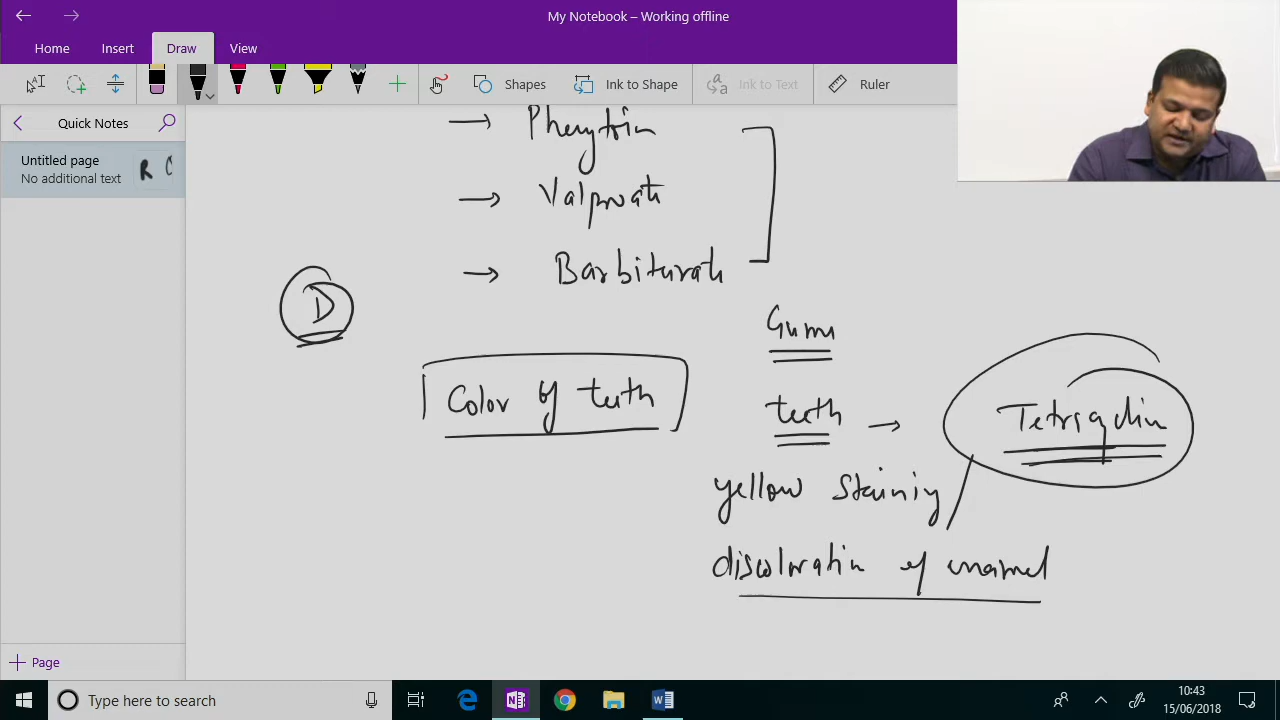 My Notebook – Working offline
Home Insert Draw View
Shapes Ink to Shape Ink to Text Ruler
Quick Notes
Untitled page
No additional text
R C
→ Phenytoin
→ Valproate
→ Barbiturate
D
Gums
Color of teeth
teeth → Tetracyclin
yellow staining
discoloration of enamel
+ Page
Type here to search
10:43
15/06/2018